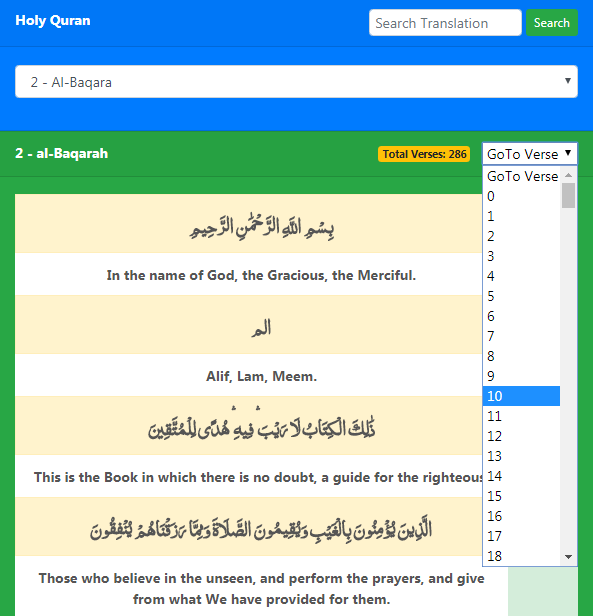 Holy Quran
Search Translation
Search
2 - Al-Baqara
2 - al-Baqarah
Total Verses: 286
GoTo Verse
GoTo Verse
0
1
2
3
4
5
6
7
8
9
10
11
12
13
14
15
16
17
18
بِسْمِ اللَّهِ الرَّحْمَٰنِ الرَّحِيمِ
In the name of God, the Gracious, the Merciful.
الم
Alif, Lam, Meem.
ذَٰلِكَ الْكِتَابُ لَا رَيْبَ ۛ فِيهِ ۛ هُدًى لِلْمُتَّقِينَ
This is the Book in which there is no doubt, a guide for the righteous
الَّذِينَ يُؤْمِنُونَ بِالْغَيْبِ وَيُقِيمُونَ الصَّلَاةَ وَمِمَّا رَزَقْنَاهُمْ يُنْفِقُونَ
Those who believe in the unseen, and perform the prayers, and give
from what We have provided for them.